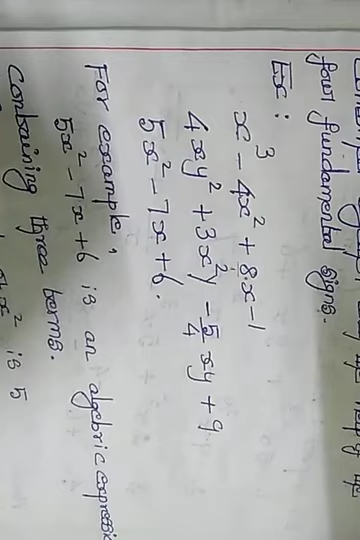 four fundamental signs.
Ex :
x³ - 4x² + 8x - 1
4xy² + 3x²y - 5/4 xy + 9
5x² - 7x + 6.
For example,
5x² - 7x + 6 is an algebric
Containing three terms.
x² is 5